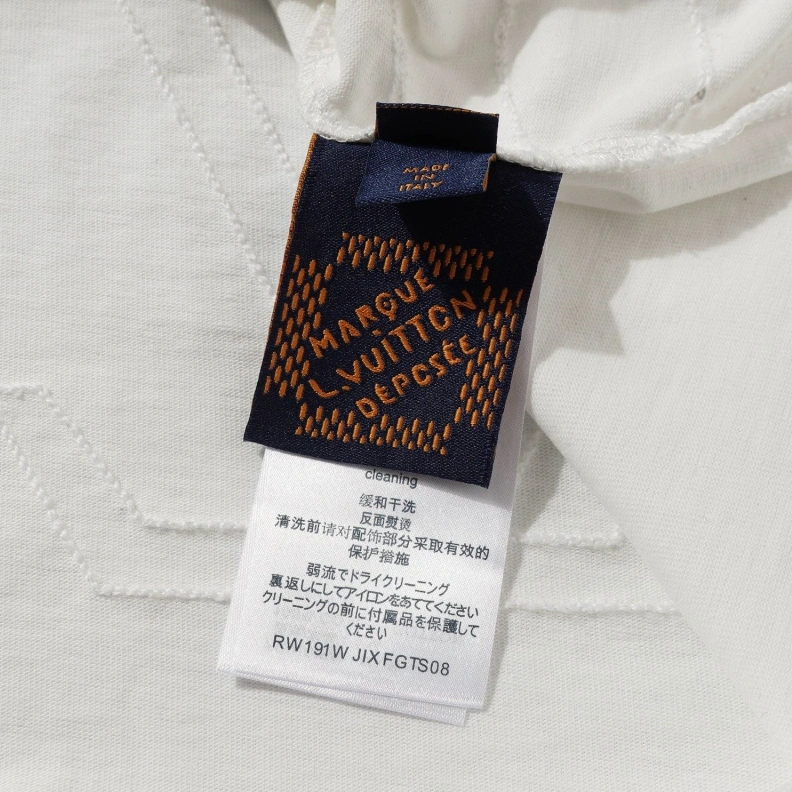 MADE
IN
ITALY
MARQUE
L.VUITTON
DÉPOSÉE
cleaning
缓和干洗
反面熨烫
清洗前请对配饰部分采取有效的
保护措施
弱流でドライクリーニング
裏返しにしてアイロンをあててください
クリーニングの前に付属品を保護して
ください
RW191W JIXFGTS08